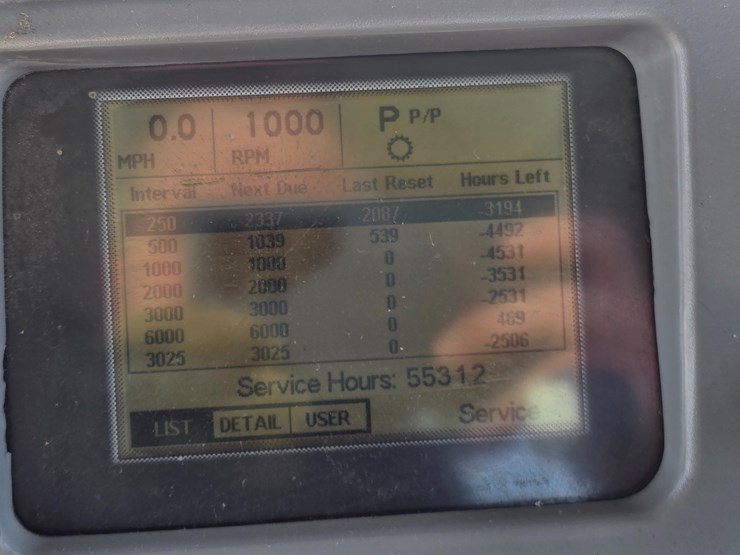 0.0 1000 P P/P
MPH RPM
Interval Next Due Last Reset Hours Left
250 2337 2087 -3194
500 1039 539 -4492
1000 1000 0 -4531
2000 2000 0 -3531
3000 3000 0 -2531
6000 6000 0 469
3025 3025 0 -2506
Service Hours: 55312
LIST DETAIL USER Service